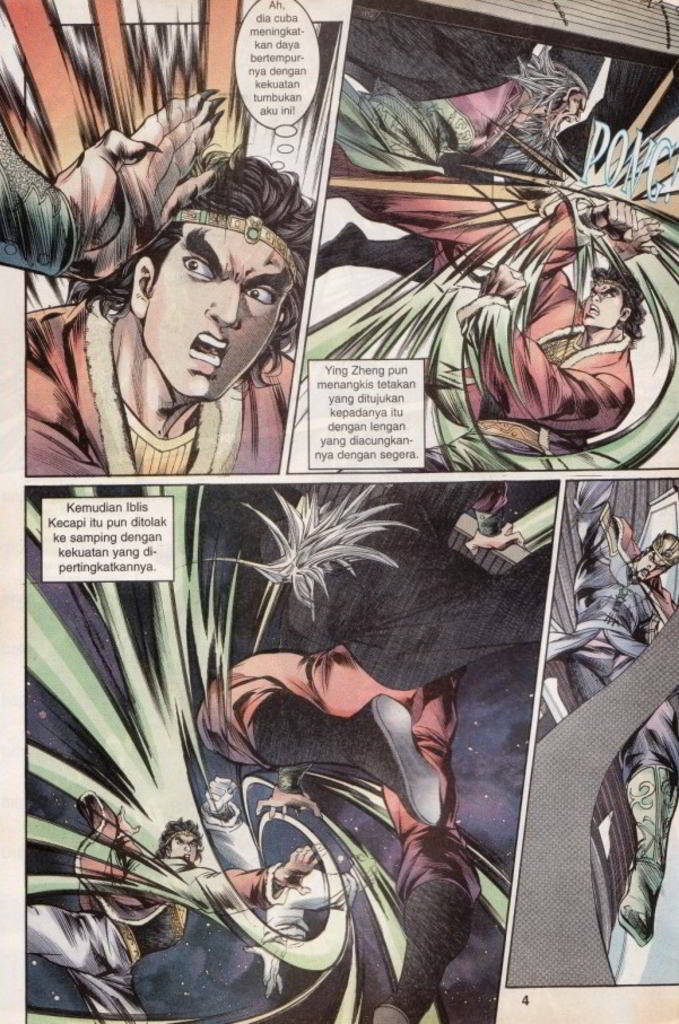 Ah,
dia cuba
meningkat-
kan daya
bertempur-
nya dengan
kekuatan
tumbukan
aku ini!
PONG!
Ying Zheng pun
menangkis tetakan
yang ditujukan
kepadanya itu
dengan lengan
yang diacungkan-
nya dengan segera.
Kemudian Iblis
Kecapi itu pun ditolak
ke samping dengan
kekuatan yang di-
pertingkatkannya.
4